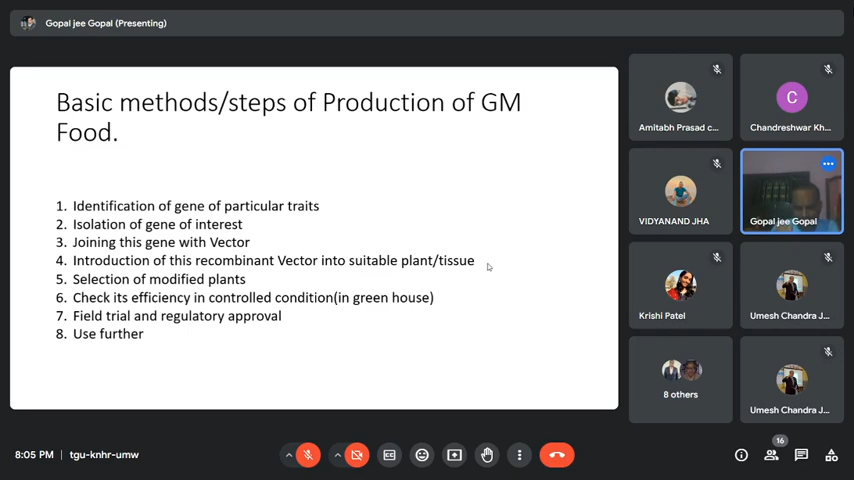 Gopal jee Gopal (Presenting)
Basic methods/steps of Production of GM
Food.
1. Identification of gene of particular traits
2. Isolation of gene of interest
3. Joining this gene with Vector
4. Introduction of this recombinant Vector into suitable plant/tissue
5. Selection of modified plants
6. Check its efficiency in controlled condition(in green house)
7. Field trial and regulatory approval
8. Use further
Amitabh Prasad c...
C
Chandreshwar Kh...
VIDYANAND JHA
Gopal jee Gopal
Krishi Patel
Umesh Chandra J...
8 others
Umesh Chandra J...
8:05 PM | tgu-knhr-umw
CC
16